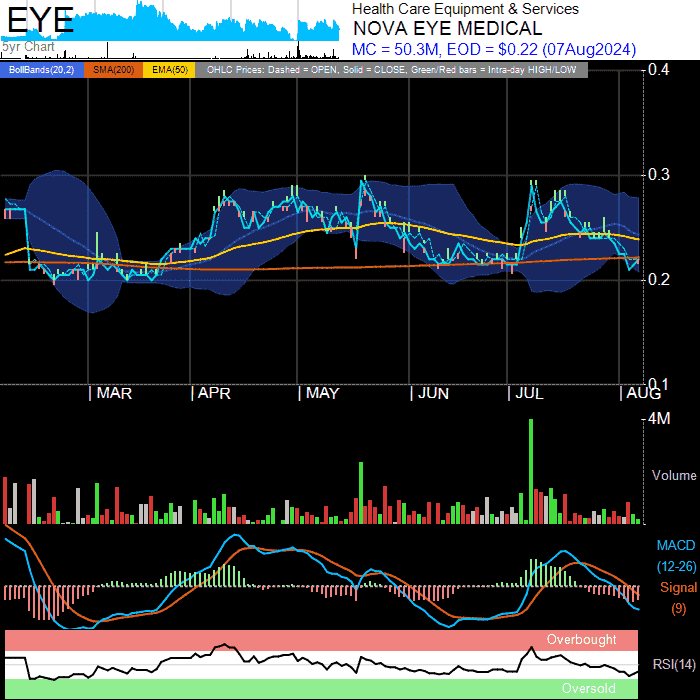 EYE
Health Care Equipment & Services
NOVA EYE MEDICAL
5yr Chart
MC = 50.3M, EOD = $0.22 (07Aug2024)
BollBands(20,2) SMA(200) EMA(50) OHLC Prices: Dashed = OPEN, Solid = CLOSE, Green/Red bars = Intra-day HIGH/LOW
0.4
0.3
0.2
0.1
MAR APR MAY JUN JUL AUG
4M
Volume
MACD
(12-26)
Signal
(9)
Overbought
RSI(14)
Oversold